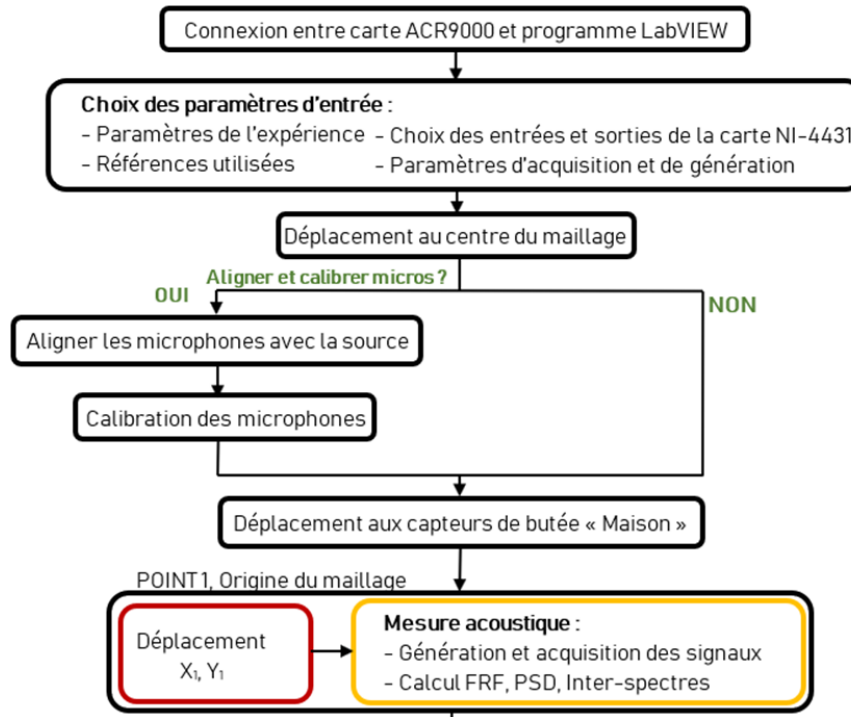 Connexion entre carte ACR9000 et programme LabVIEW
Choix des paramètres d'entrée :
- Paramètres de l'expérience - Choix des entrées et sorties de la carte NI-4431
- Références utilisées - Paramètres d'acquisition et de génération
Déplacement au centre du maillage
Aligner et calibrer micros ?
OUI
NON
Aligner les microphones avec la source
Calibration des microphones
Déplacement aux capteurs de butée « Maison »
POINT1, Origine du maillage
Déplacement
X₁, Y₁
Mesure acoustique :
- Génération et acquisition des signaux
- Calcul FRF, PSD, Inter-spectres